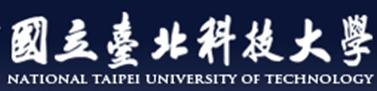 國立臺北科技大學
NATIONAL TAIPEI UNIVERSITY OF TECHNOLOGY